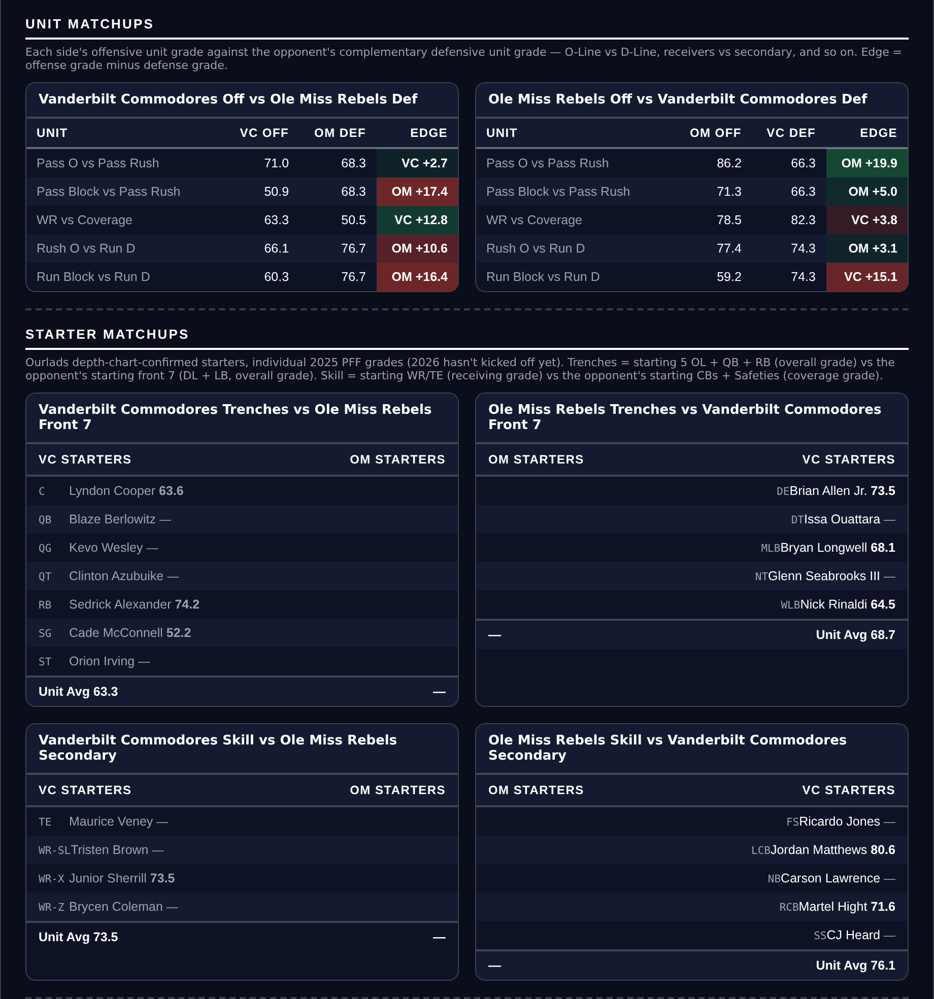 UNIT MATCHUPS
Each side's offensive unit grade against the opponent's complementary defensive unit grade — O-Line vs D-Line, receivers vs secondary, and so on. Edge =
offense grade minus defense grade.
Vanderbilt Commodores Off vs Ole Miss Rebels Def
UNIT VC OFF OM DEF EDGE
Pass O vs Pass Rush 71.0 68.3 VC +2.7
Pass Block vs Pass Rush 50.9 68.3 OM +17.4
WR vs Coverage 63.3 50.5 VC +12.8
Rush O vs Run D 66.1 76.7 OM +10.6
Run Block vs Run D 60.3 76.7 OM +16.4
Ole Miss Rebels Off vs Vanderbilt Commodores Def
UNIT OM OFF VC DEF EDGE
Pass O vs Pass Rush 86.2 66.3 OM +19.9
Pass Block vs Pass Rush 71.3 66.3 OM +5.0
WR vs Coverage 78.5 82.3 VC +3.8
Rush O vs Run D 77.4 74.3 OM +3.1
Run Block vs Run D 59.2 74.3 VC +15.1
STARTER MATCHUPS
Ourlads depth-chart-confirmed starters, individual 2025 PFF grades (2026 hasn't kicked off yet). Trenches = starting 5 OL + QB + RB (overall grade) vs the
opponent's starting front 7 (DL + LB, overall grade). Skill = starting WR/TE (receiving grade) vs the opponent's starting CBs + Safeties (coverage grade).
Vanderbilt Commodores Trenches vs Ole Miss Rebels
Front 7
VC STARTERS OM STARTERS
C Lyndon Cooper 63.6
QB Blaze Berlowitz —
QG Kevo Wesley —
QT Clinton Azubuike —
RB Sedrick Alexander 74.2
SG Cade McConnell 52.2
ST Orion Irving —
Unit Avg 63.3 —
Ole Miss Rebels Trenches vs Vanderbilt Commodores
Front 7
OM STARTERS VC STARTERS
DEBrian Allen Jr. 73.5
DTIssa Ouattara —
MLBBryan Longwell 68.1
NTGlenn Seabrooks III —
WLBNick Rinaldi 64.5
— Unit Avg 68.7
Vanderbilt Commodores Skill vs Ole Miss Rebels
Secondary
VC STARTERS OM STARTERS
TE Maurice Veney —
WR-SLTristen Brown —
WR-X Junior Sherrill 73.5
WR-Z Brycen Coleman —
Unit Avg 73.5 —
Ole Miss Rebels Skill vs Vanderbilt Commodores
Secondary
OM STARTERS VC STARTERS
FSRicardo Jones —
LCBJordan Matthews 80.6
NBCarson Lawrence —
RCBMartel Hight 71.6
SSCJ Heard —
— Unit Avg 76.1